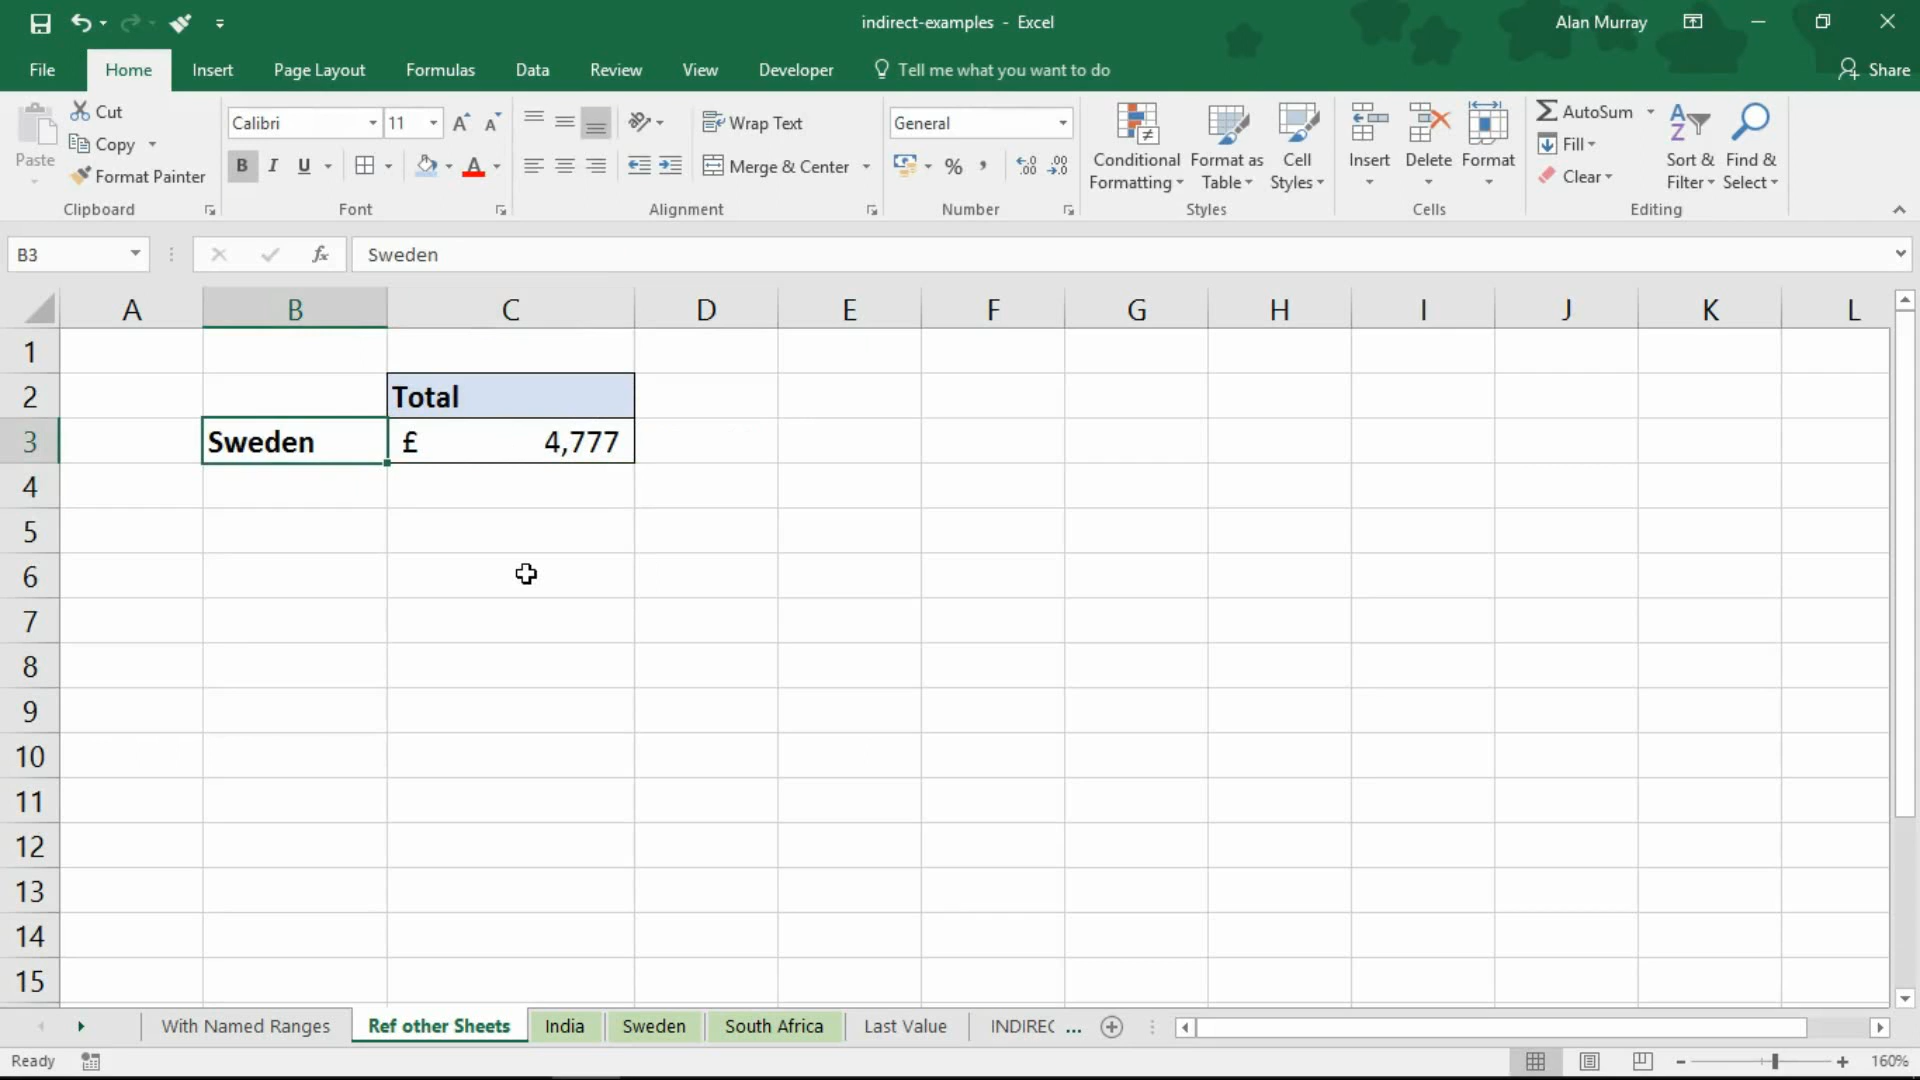 indirect-examples - Excel
Alan Murray
File Home Insert Page Layout Formulas Data Review View Developer Tell me what you want to do Share
Paste
Cut
Copy
Format Painter
Clipboard
Calibri 11
B I U
Font
Wrap Text
Merge & Center
Alignment
General
%
Number
Conditional Formatting
Format as Table
Cell Styles
Styles
Insert Delete Format
Cells
AutoSum
Fill
Clear
Sort & Filter
Find & Select
Editing
B3 fx Sweden
A B C D E F G H I J K L
1
2 Total
3 Sweden £ 4,777
4
5
6
7
8
9
10
11
12
13
14
15
With Named Ranges Ref other Sheets India Sweden South Africa Last Value INDIREC ...
Ready 160%